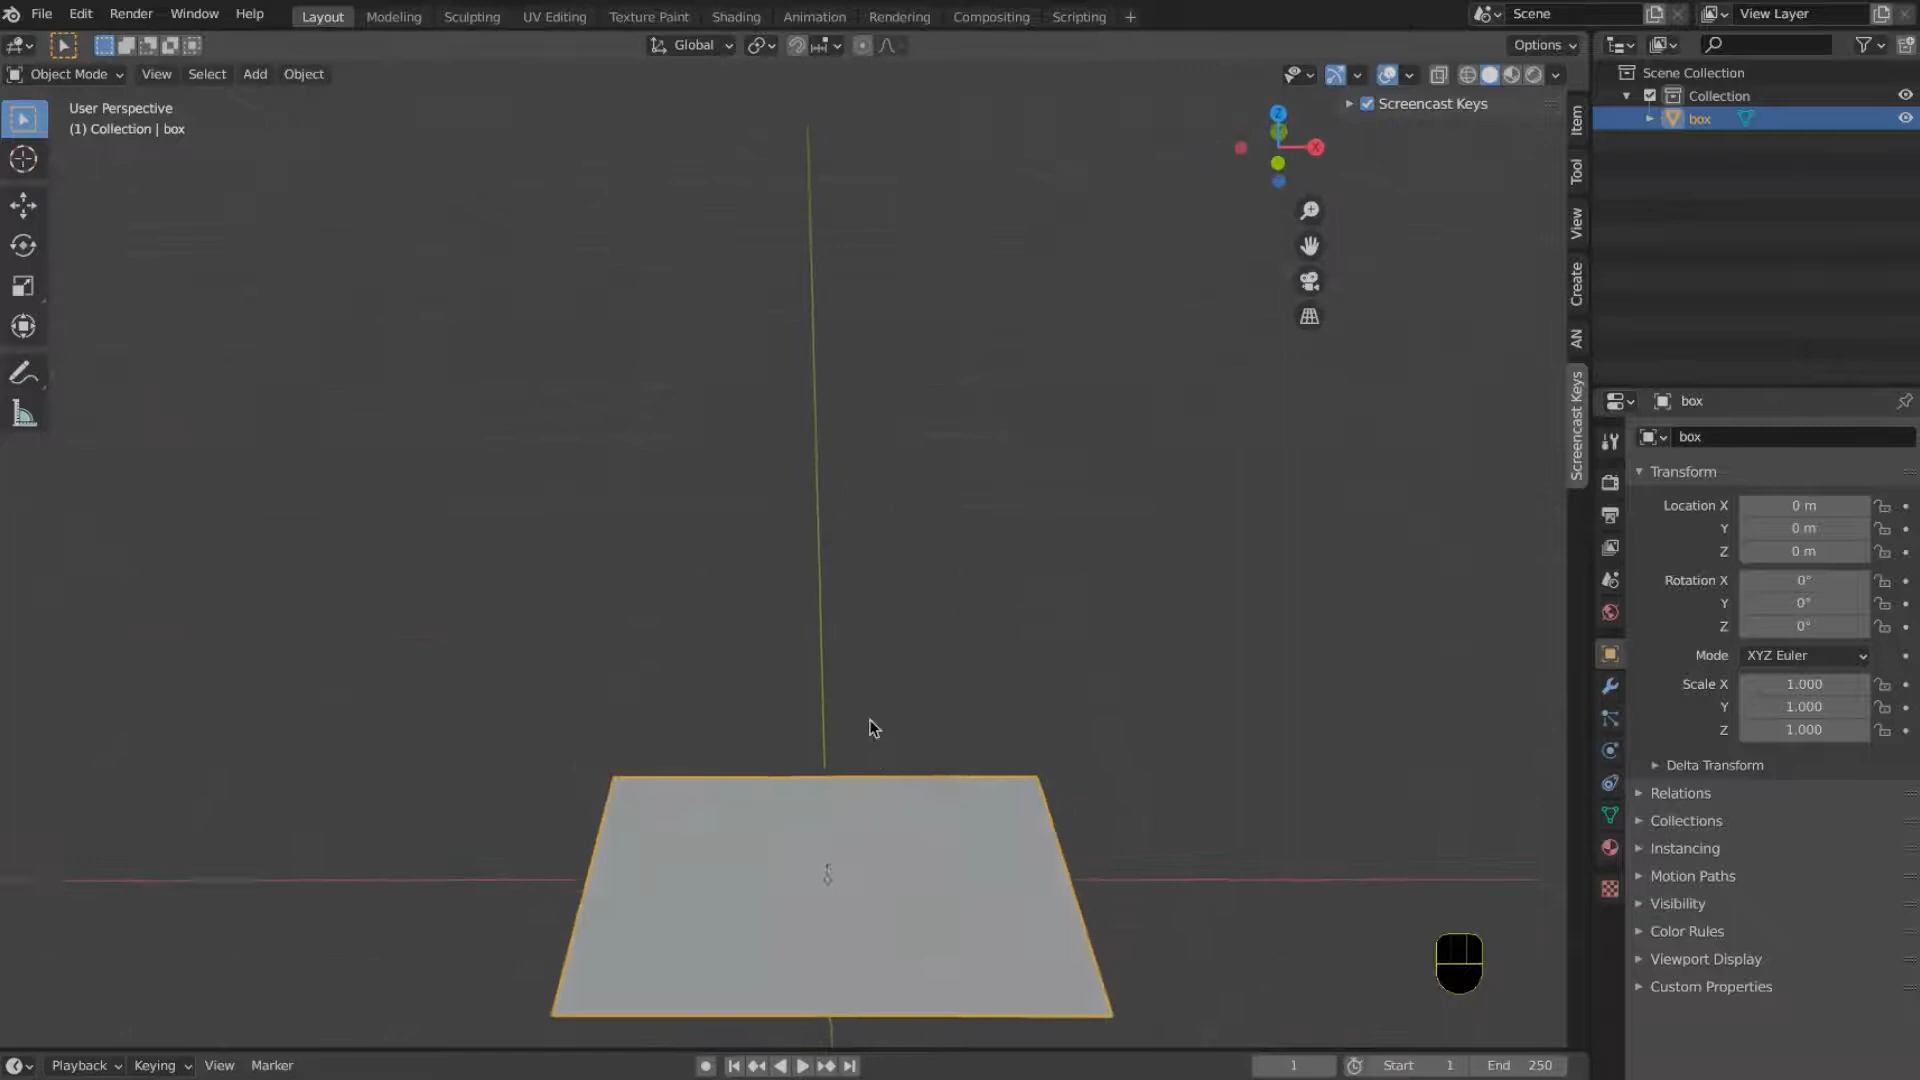 File Edit Render Window Help Layout Modeling Sculpting UV Editing Texture Paint Shading Animation Rendering Compositing Scripting + Scene View Layer
Global Options
Object Mode View Select Add Object
User Perspective
(1) Collection | box
Screencast Keys
Z
X
Item
Tool
View
Create
AN
Screencast Keys
Scene Collection
Collection
box
box
box
Transform
Location X 0 m
Y 0 m
Z 0 m
Rotation X 0°
Y 0°
Z 0°
Mode XYZ Euler
Scale X 1.000
Y 1.000
Z 1.000
Delta Transform
Relations
Collections
Instancing
Motion Paths
Visibility
Color Rules
Viewport Display
Custom Properties
Playback Keying View Marker 1 Start 1 End 250